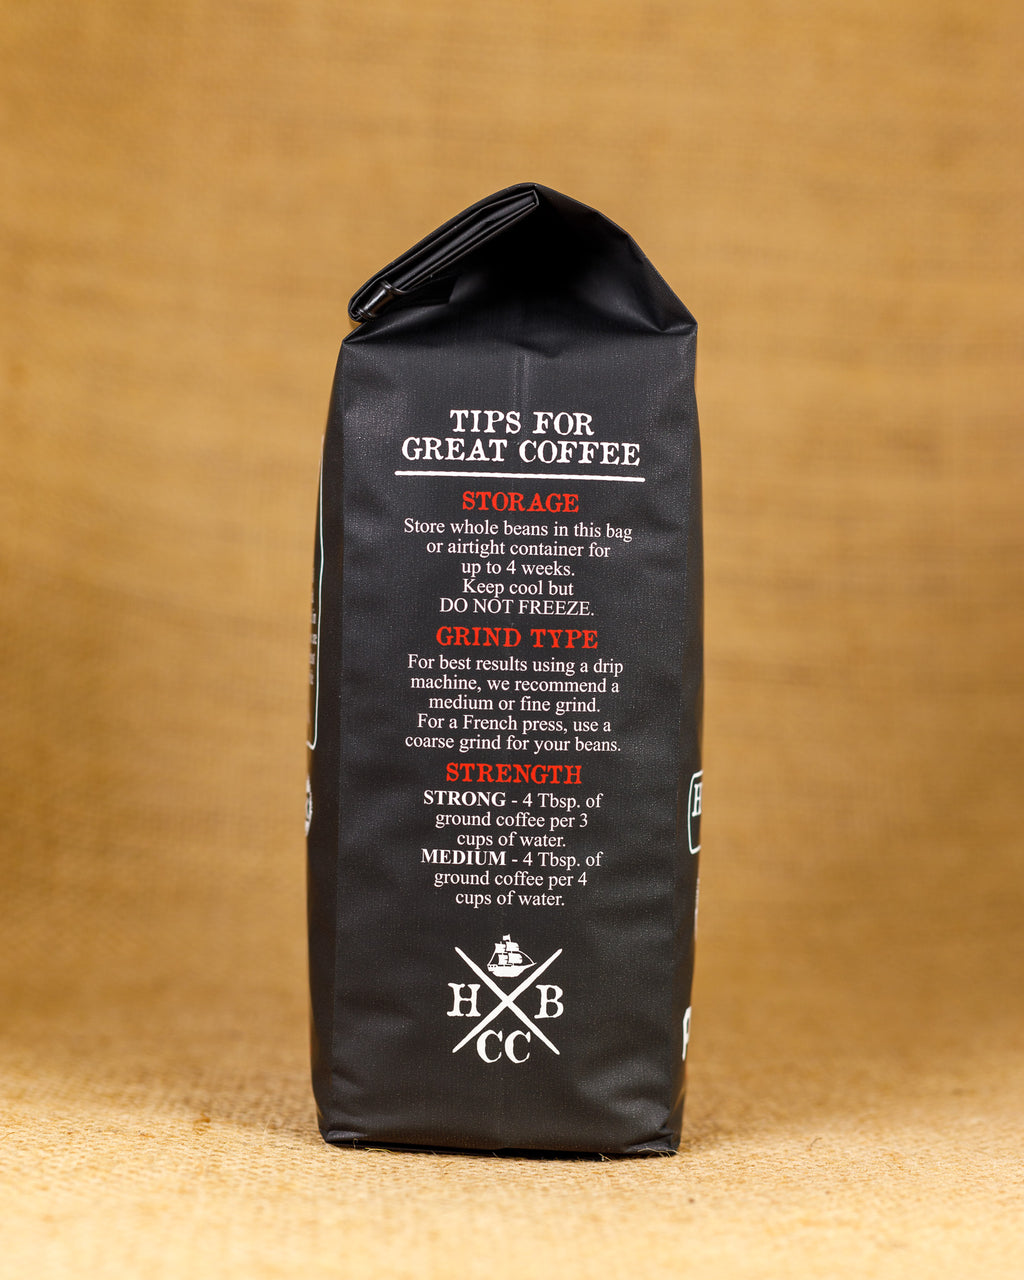 TIPS FOR
GREAT COFFEE
STORAGE
Store whole beans in this bag
or airtight container for
up to 4 weeks.
Keep cool but
DO NOT FREEZE.
GRIND TYPE
For best results using a drip
machine, we recommend a
medium or fine grind.
For a French press, use a
coarse grind for your beans.
STRENGTH
STRONG - 4 Tbsp. of
ground coffee per 3
cups of water.
MEDIUM - 4 Tbsp. of
ground coffee per 4
cups of water.
H B
CC